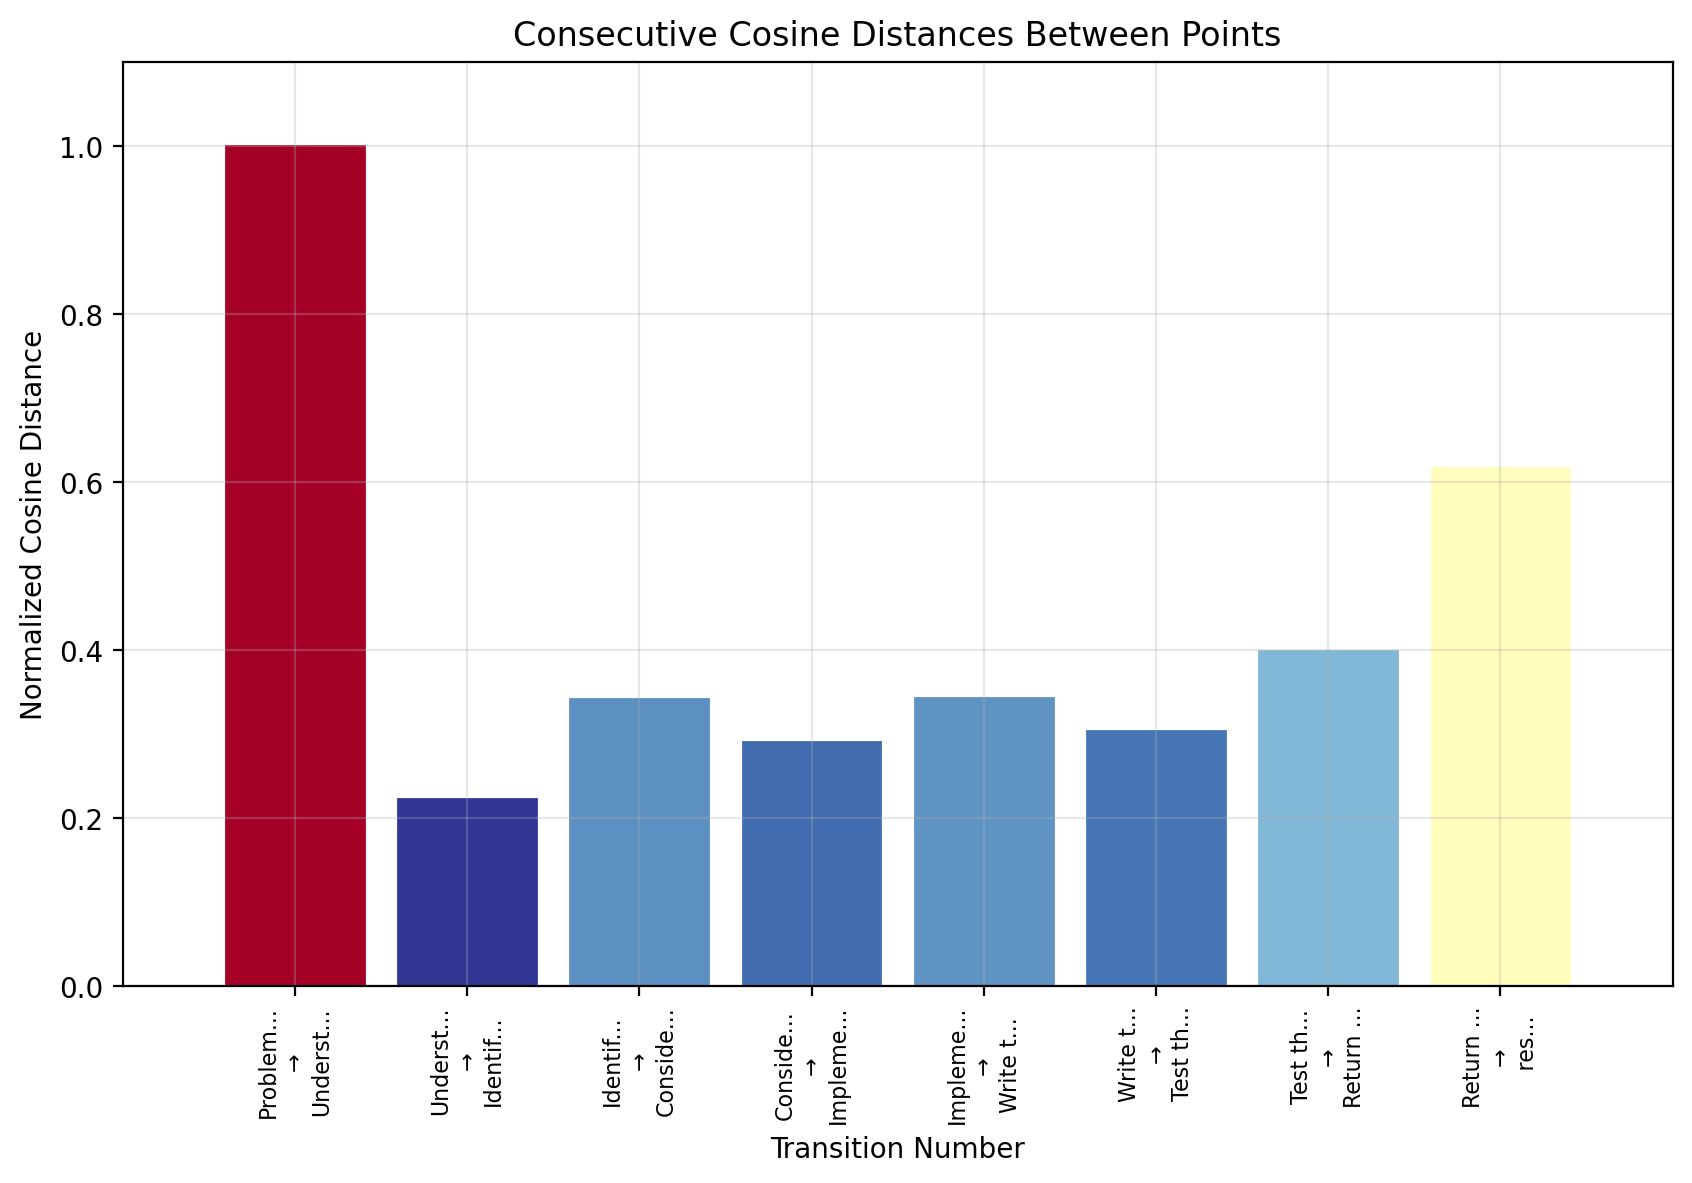 Consecutive Cosine Distances Between Points
Normalized Cosine Distance
1.0
0.8
0.6
0.4
0.2
0.0
Problem...
→
Underst...
Underst...
→
Identif...
Identif...
→
Conside...
Conside...
→
Impleme...
Impleme...
→
Write t...
Write t...
→
Test th...
Test th...
→
Return ...
Return ...
→
res...
Transition Number